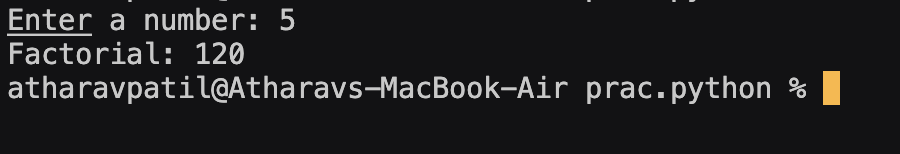 Enter a number: 5
Factorial: 120
atharavpatil@Atharavs-MacBook-Air prac.python %